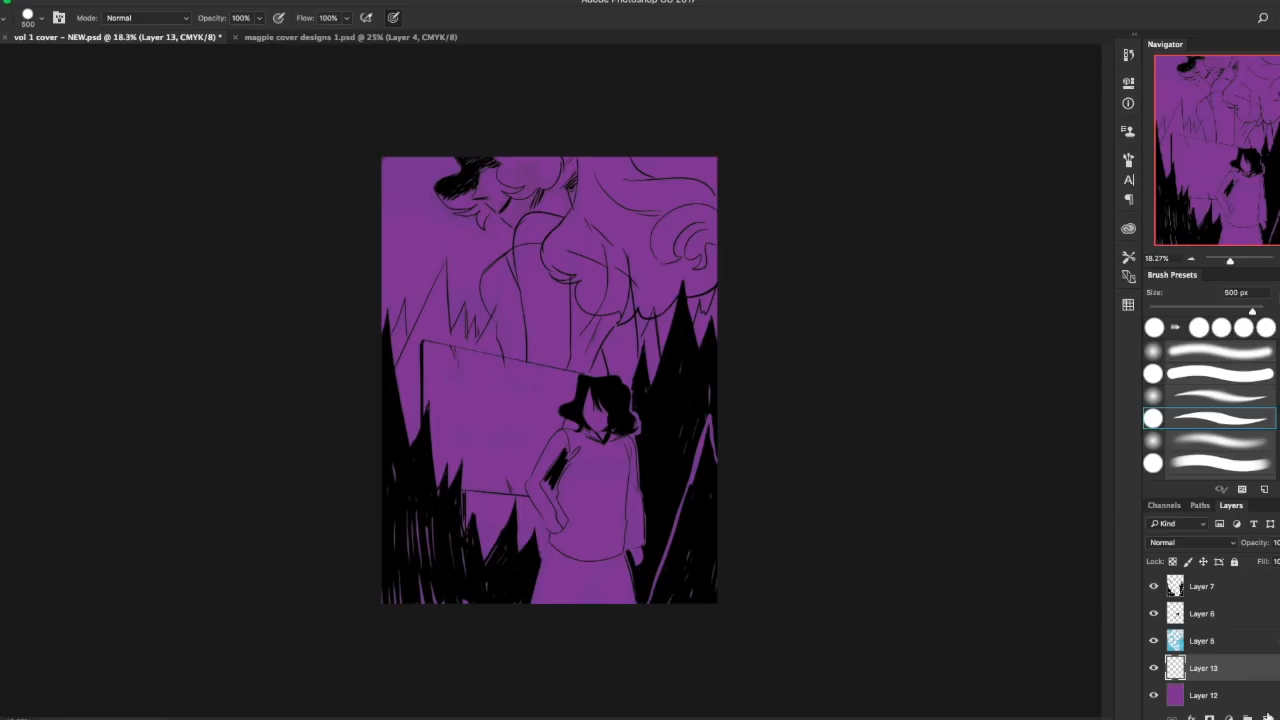 Adobe Photoshop CC 2017
500
Mode: Normal
Opacity: 100%
Flow: 100%
vol 1 cover – NEW.psd @ 18.3% (Layer 13, CMYK/8) *
magpie cover designs 1.psd @ 25% (Layer 4, CMYK/8)
Navigator
18.27%
Brush Presets
Size:
500 px
Channels
Paths
Layers
Kind
Normal
Opacity:
Lock:
Fill:
Layer 7
Layer 6
Layer 5
Layer 13
Layer 12